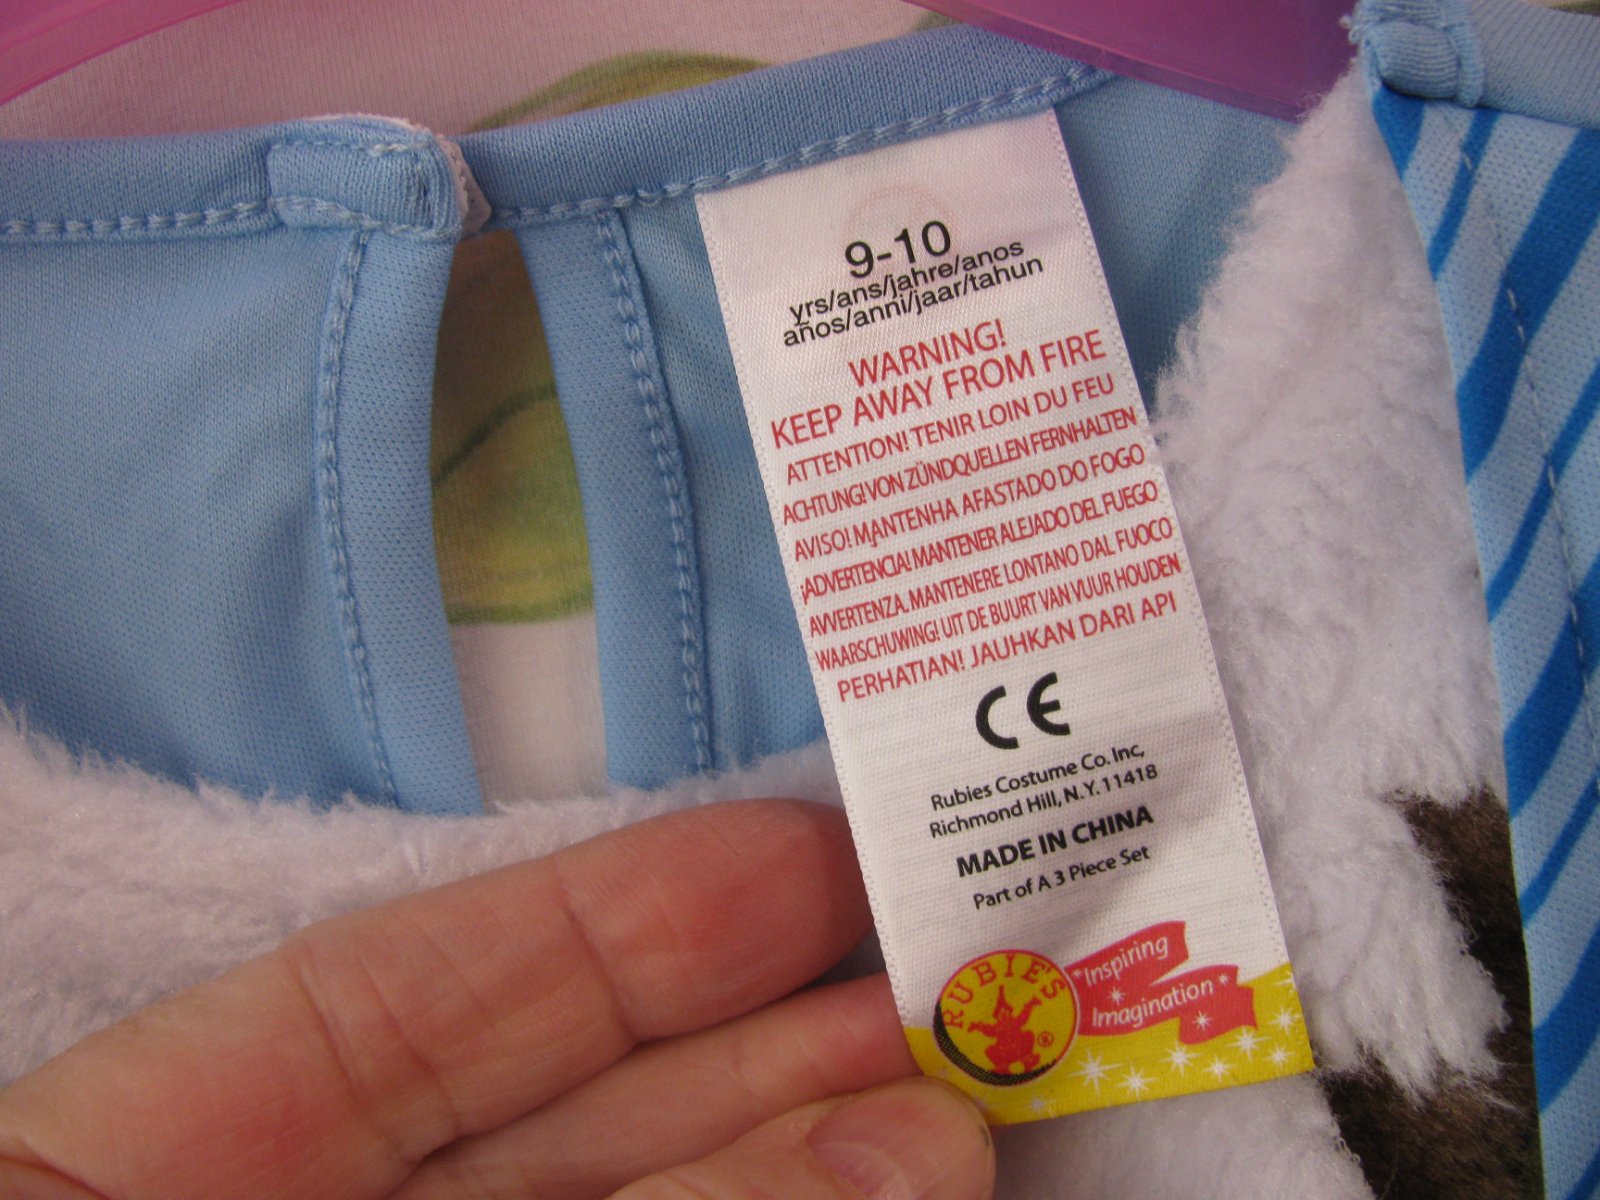 9-10
yrs/ans/jahre/anos
años/anni/jaar/tahun
WARNING!
KEEP AWAY FROM FIRE
ATTENTION! TENIR LOIN DU FEU
ACHTUNG! VON ZÜNDQUELLEN FERNHALTEN
AVISO! MANTENHA AFASTADO DO FOGO
¡ADVERTENCIA! MANTENER ALEJADO DEL FUEGO
AVVERTENZA. MANTENERE LONTANO DAL FUOCO
WAARSCHUWING! UIT DE BUURT VAN VUUR HOUDEN
PERHATIAN! JAUHKAN DARI API
CE
Rubies Costume Co. Inc,
Richmond Hill, N.Y. 11418
MADE IN CHINA
Part of A 3 Piece Set
RUBIE'S ®
Inspiring
Imagination